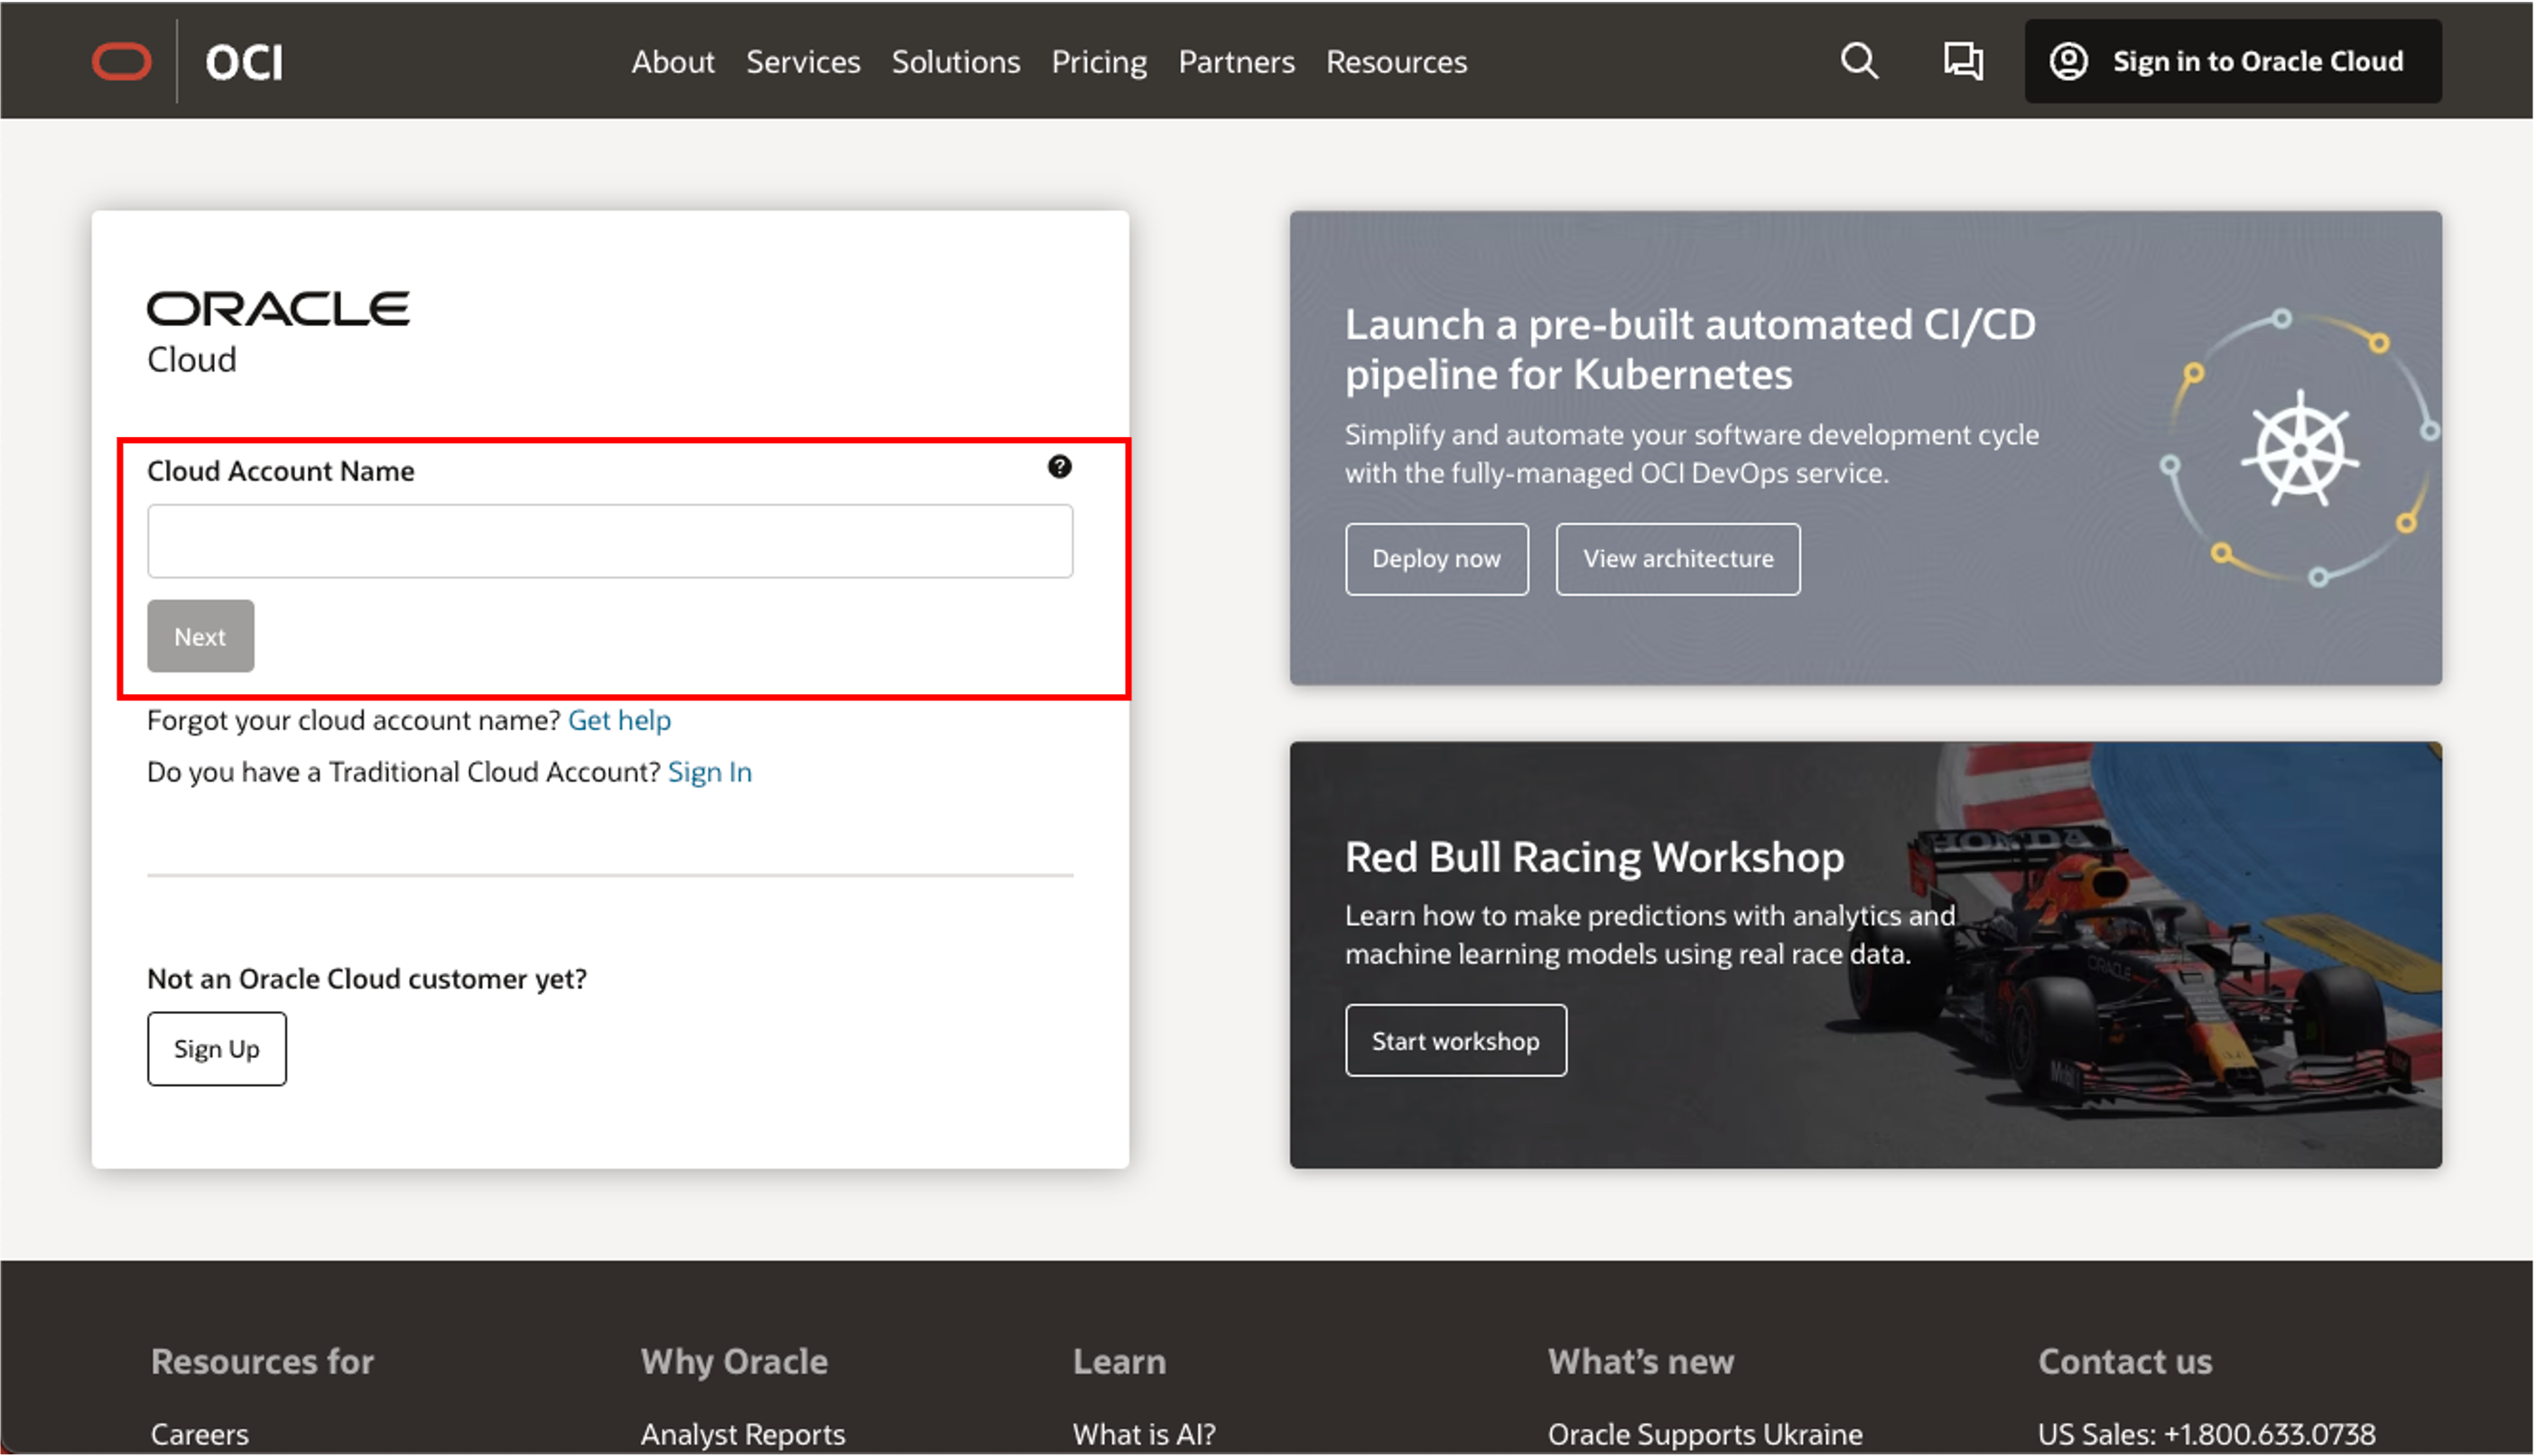 OCI
About Services Solutions Pricing Partners Resources
Sign in to Oracle Cloud
ORACLE
Cloud
Cloud Account Name
?
Next
Forgot your cloud account name? Get help
Do you have a Traditional Cloud Account? Sign In
Not an Oracle Cloud customer yet?
Sign Up
Launch a pre-built automated CI/CD
pipeline for Kubernetes
Simplify and automate your software development cycle
with the fully-managed OCI DevOps service.
Deploy now
View architecture
Red Bull Racing Workshop
Learn how to make predictions with analytics and
machine learning models using real race data.
Start workshop
HONDA
ORACLE
Mobil 1
Resources for
Careers
Why Oracle
Analyst Reports
Learn
What is AI?
What's new
Oracle Supports Ukraine
Contact us
US Sales: +1.800.633.0738